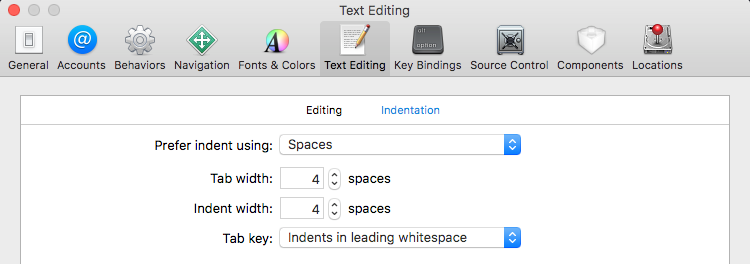 Text Editing
General Accounts Behaviors Navigation Fonts & Colors Text Editing Key Bindings Source Control Components Locations
Editing Indentation
Prefer indent using: Spaces
Tab width: 4 spaces
Indent width: 4 spaces
Tab key: Indents in leading whitespace